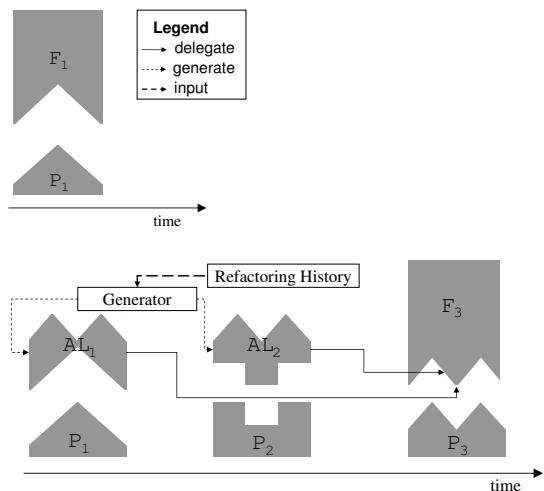 F₁
Legend
delegate
generate
input
P₁
time
Refactoring History
Generator
F₃
AL₁
AL₂
P₁
P₂
P₃
time